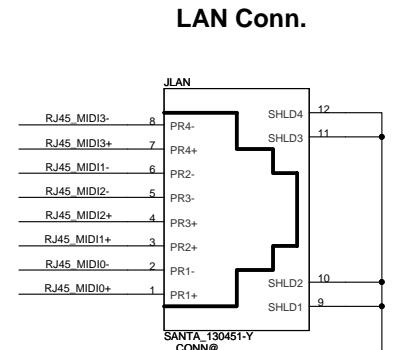 LAN Conn.
JLAN
RJ45_MIDI3- 8 PR4- SHLD4 12
RJ45_MIDI3+ 7 PR4+ SHLD3 11
RJ45_MIDI1- 6 PR2-
RJ45_MIDI2- 5 PR3-
RJ45_MIDI2+ 4 PR3+
RJ45_MIDI1+ 3 PR2+
RJ45_MIDI0- 2 PR1- SHLD2 10
RJ45_MIDI0+ 1 PR1+ SHLD1 9
SANTA_130451-Y
CONN@